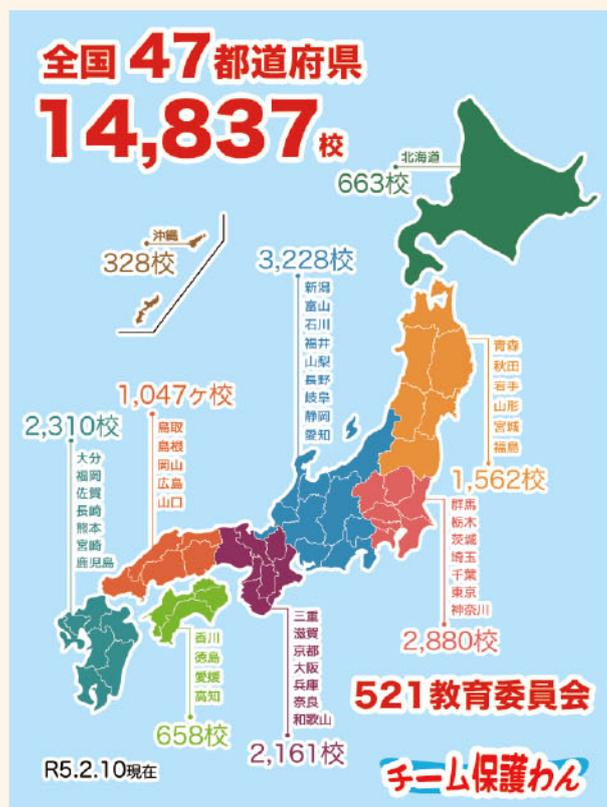 全国 47都道府県
14,837校
北海道
663校
沖縄
328校
3,228校
新潟
富山
石川
福井
山梨
長野
岐阜
静岡
愛知
青森
秋田
岩手
山形
宮城
福島
1,562校
1,047ヶ校
鳥取
島根
岡山
広島
山口
2,310校
大分
福岡
佐賀
長崎
熊本
宮崎
鹿児島
群馬
栃木
茨城
埼玉
千葉
東京
神奈川
2,880校
三重
滋賀
京都
大阪
兵庫
奈良
和歌山
2,161校
香川
徳島
愛媛
高知
658校
521教育委員会
R5.2.10現在
チーム保護わん